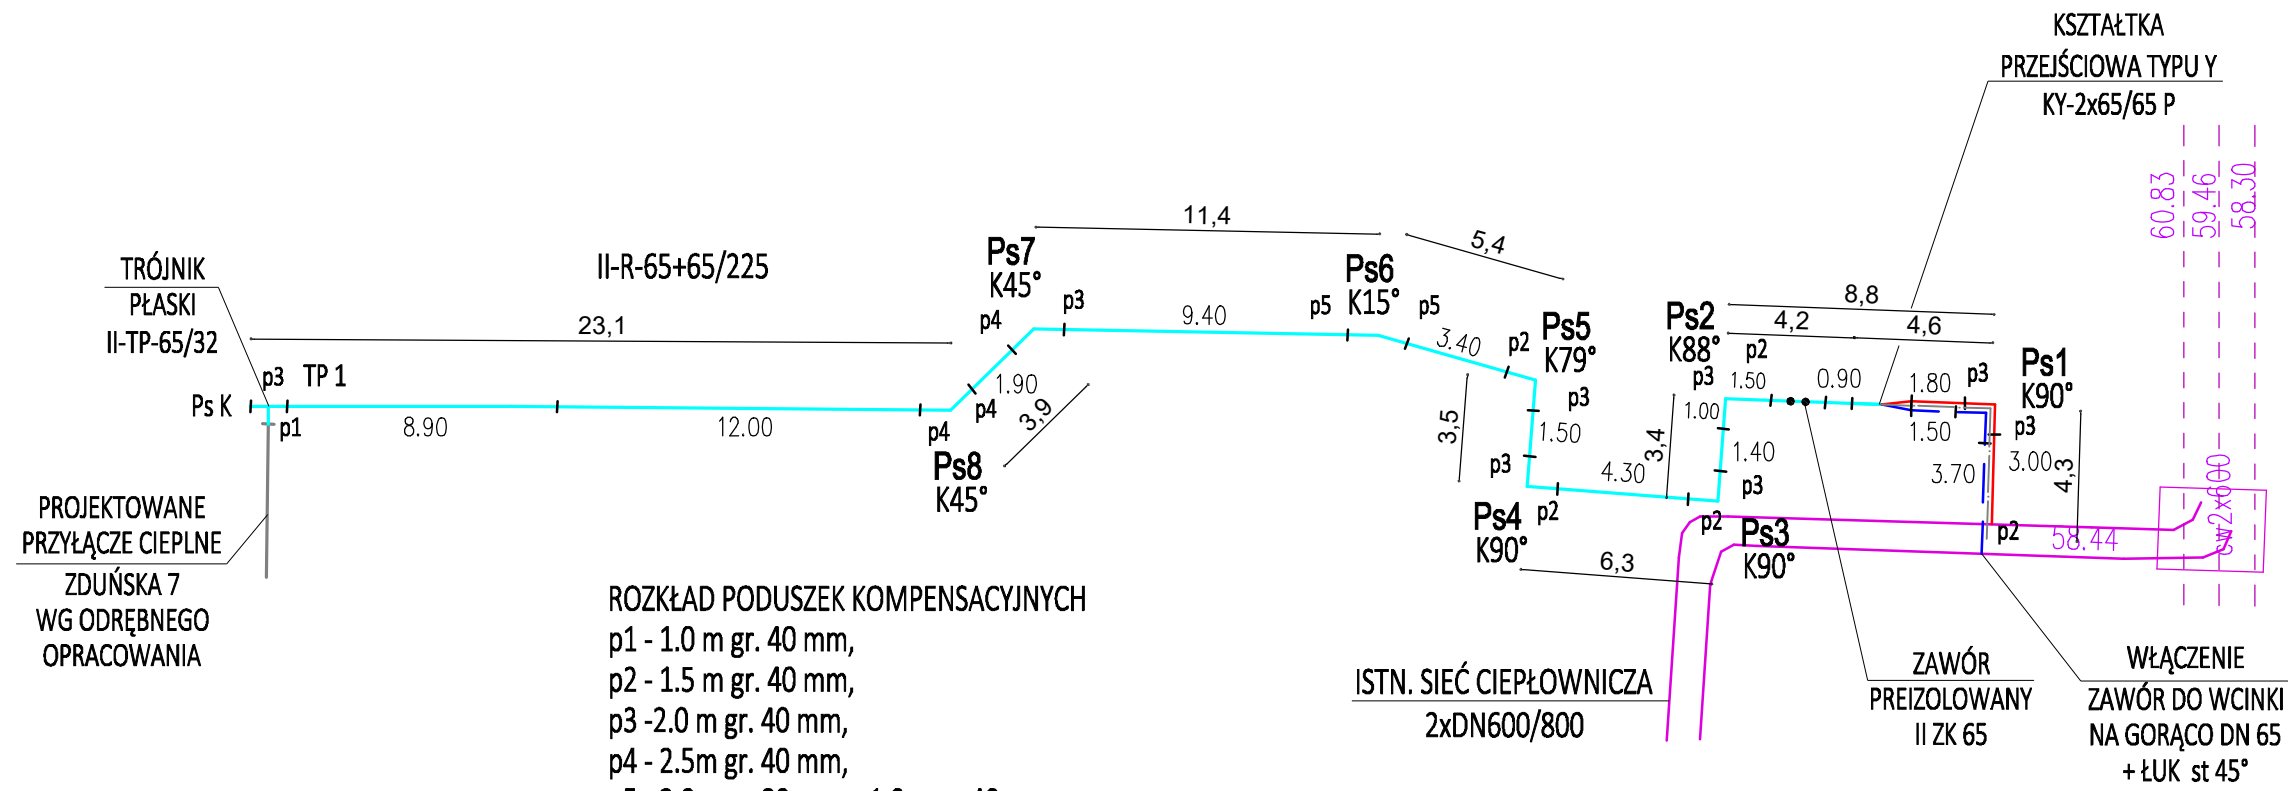 KSZTAŁTKA
PRZEJŚCIOWA TYPU Y
KY-2x65/65 P
60.83
59.46
58.30
11,4
5,4
TRÓJNIK
PŁASKI
II-TP-65/32
II-R-65+65/225
23,1
Ps7
K45°
p3
p4
9.40
Ps6
K15°
p5
p5
3.40
p2
Ps5
K79°
p3
8,8
4,2
4,6
Ps2
K88°
p2
p3
1.50
0.90
1.80
p3
Ps1
K90°
p3
Ps K
p3
TP 1
p1
8.90
12.00
1.90
p4
p4
3,9
Ps8
K45°
3,5
1.50
p3
4.30
3,4
1.00
1.40
p3
1.50
3.70
3.00
4,3
Ps4
K90°
p2
p2
Ps3
K90°
p2
58.44
cw2x600
6,3
PROJEKTOWANE
PRZYŁĄCZE CIEPLNE
ZDUŃSKA 7
WG ODRĘBNEGO
OPRACOWANIA
ROZKŁAD PODUSZEK KOMPENSACYJNYCH
p1 - 1.0 m gr. 40 mm,
p2 - 1.5 m gr. 40 mm,
p3 -2.0 m gr. 40 mm,
p4 - 2.5m gr. 40 mm,
ISTN. SIEĆ CIEPŁOWNICZA
2xDN600/800
ZAWÓR
PREIZOLOWANY
II ZK 65
WŁĄCZENIE
ZAWÓR DO WCINKI
NA GORĄCO DN 65
+ ŁUK st 45°